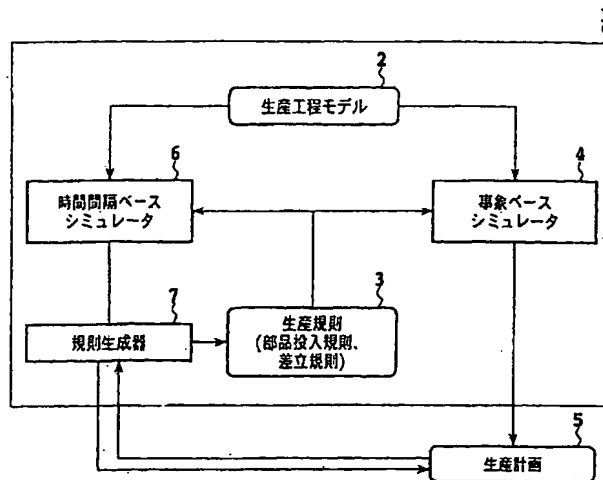 2
生産工程モデル
6
時間間隔ベース
シミュレータ
4
事象ベース
シミュレータ
7
規則生成器
3
生産規則
(部品投入規則、
差立規則)
5
生産計画